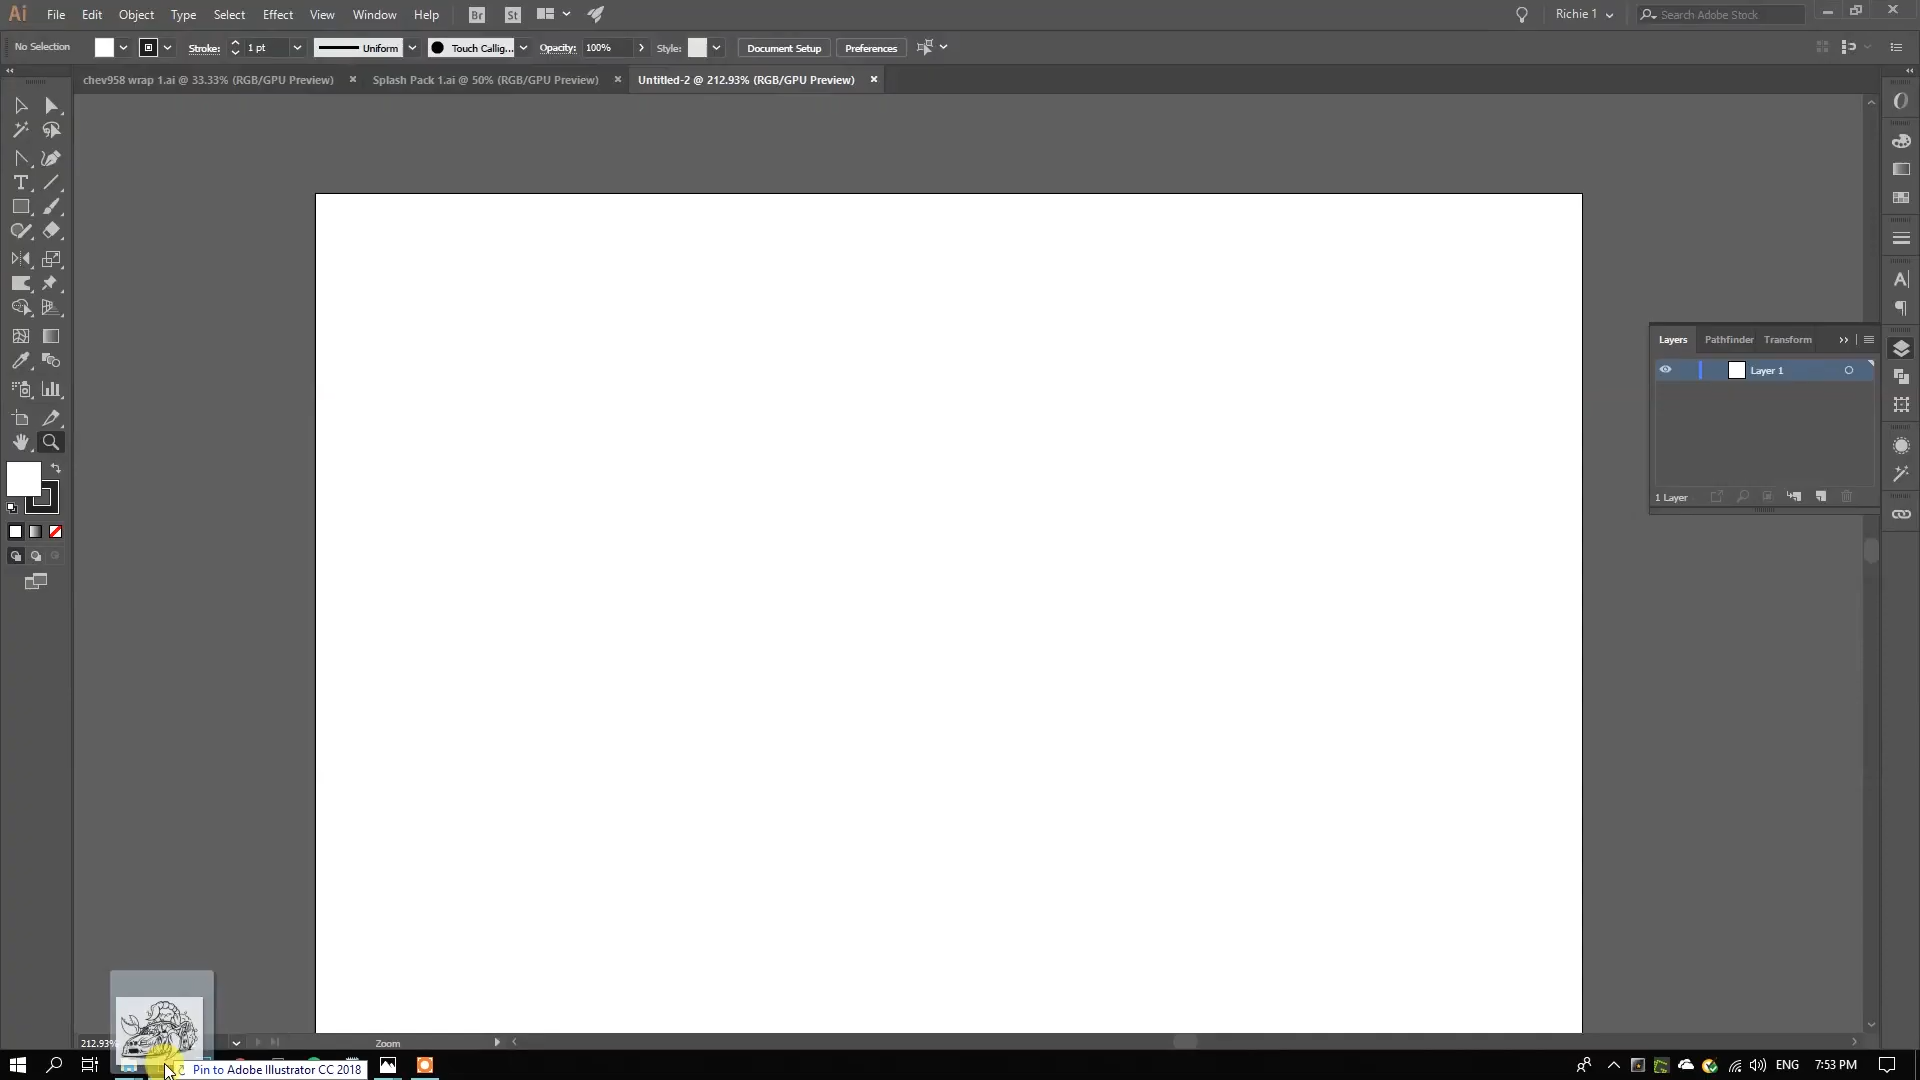 Ai File Edit Object Type Select Effect View Window Help Br St Richie 1 Search Adobe Stock
No Selection Stroke: 1 pt Uniform Touch Callig... Opacity: 100% Style: Document Setup Preferences
chev958 wrap 1.ai @ 33.33% (RGB/GPU Preview) × Splash Pack 1.ai @ 50% (RGB/GPU Preview) × Untitled-2 @ 212.93% (RGB/GPU Preview) ×
Layers Pathfinder Transform
Layer 1
1 Layer
212.93% Zoom
Pin to Adobe Illustrator CC 2018
ENG 7:53 PM